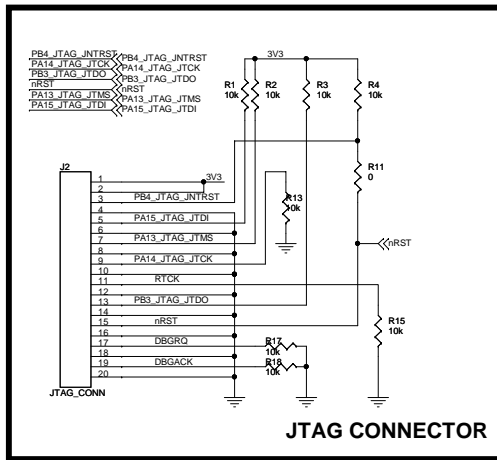 PB4_JTAG_JNTRST PB4_JTAG_JNTRST
PA14_JTAG_JTCK PA14_JTAG_JTCK
PB3_JTAG_JTDO PB3_JTAG_JTDO
nRST nRST
PA13_JTAG_JTMS PA13_JTAG_JTMS
PA15_JTAG_JTDI PA15_JTAG_JTDI
3V3
R1 10k
R2 10k
R3 10k
R4 10k
R11 0
R13 10k
nRST
J2
1 3V3
2
3 PB4_JTAG_JNTRST
4
5 PA15_JTAG_JTDI
6
7 PA13_JTAG_JTMS
8
9 PA14_JTAG_JTCK
10
11 RTCK
12
13 PB3_JTAG_JTDO
14
15 nRST
16
17 DBGRQ
18
19 DBGACK
20
R17 10k
R18 10k
R15 10k
JTAG_CONN
JTAG CONNECTOR